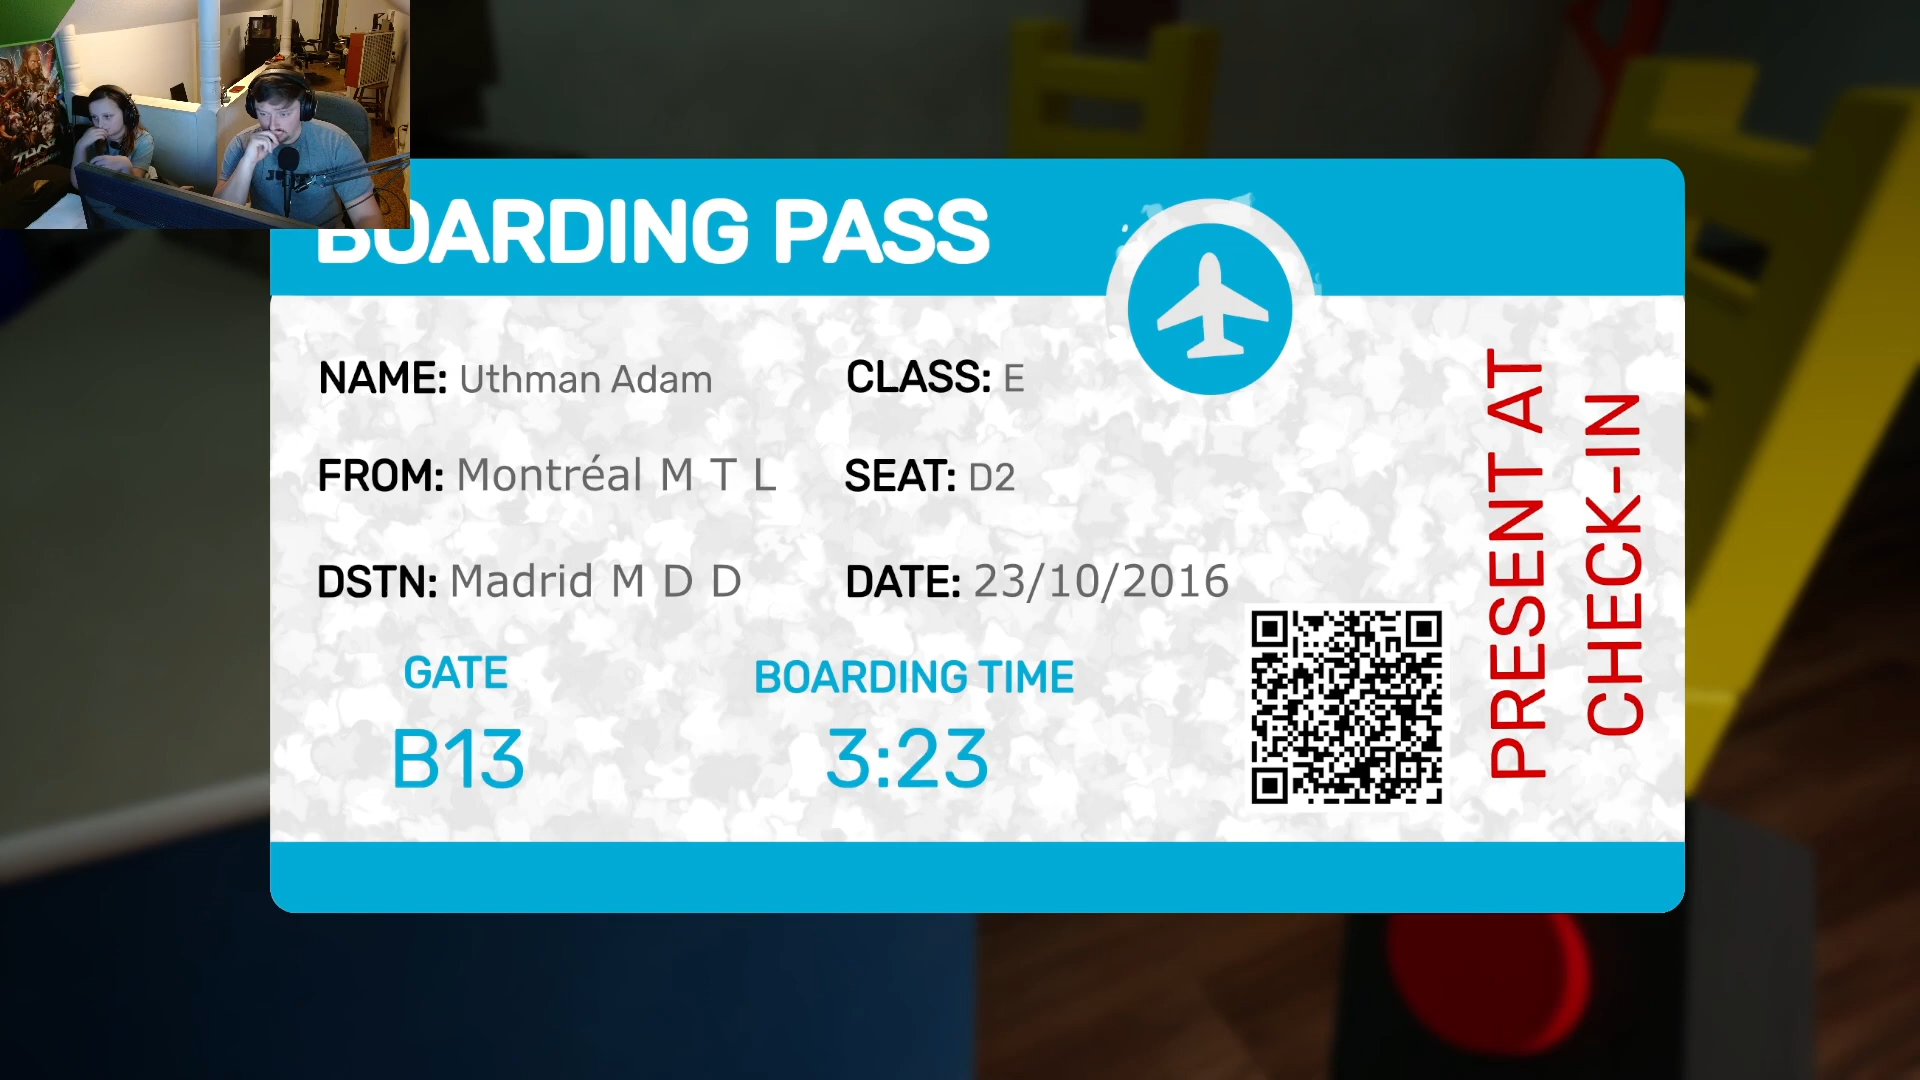 BOARDING PASS
NAME: Uthman Adam
CLASS: E
FROM: Montréal M T L
SEAT: D2
DSTN: Madrid M D D
DATE: 23/10/2016
GATE
BOARDING TIME
B13
3:23
PRESENT AT
CHECK-IN